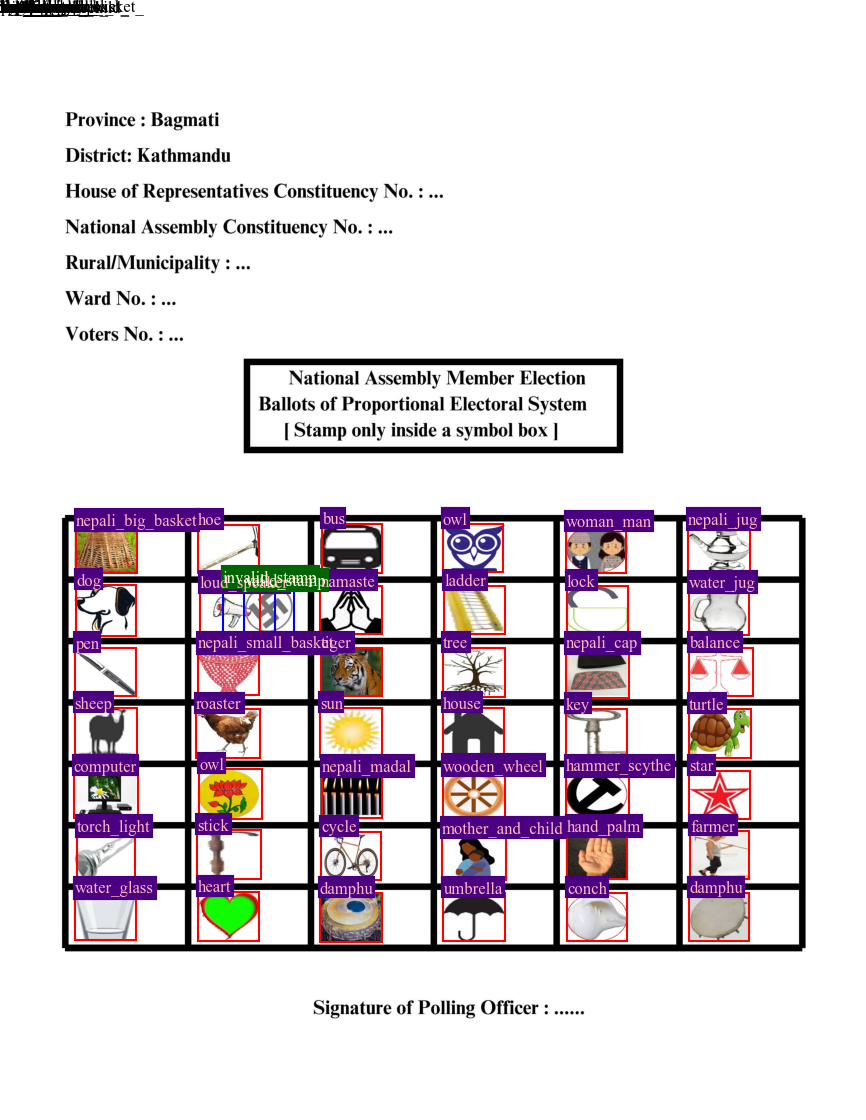 Province : Bagmati
District: Kathmandu
House of Representatives Constituency No. : ...
National Assembly Constituency No. : ...
Rural/Municipality : ...
Ward No. : ...
Voters No. : ...
National Assembly Member Election
Ballots of Proportional Electoral System
[ Stamp only inside a symbol box ]
nepali_big_basket hoe bus owl woman_man nepali_jug
dog invalid_stamp namaste ladder lock water_jug
pen nepali_small_basket tiger tree nepali_cap balance
sheep roaster sun house key turtle
computer owl nepali_madal wooden_wheel hammer_scythe star
torch_light stick cycle mother_and_child hand_palm farmer
water_glass heart damphu umbrella conch damphu
Signature of Polling Officer : ......